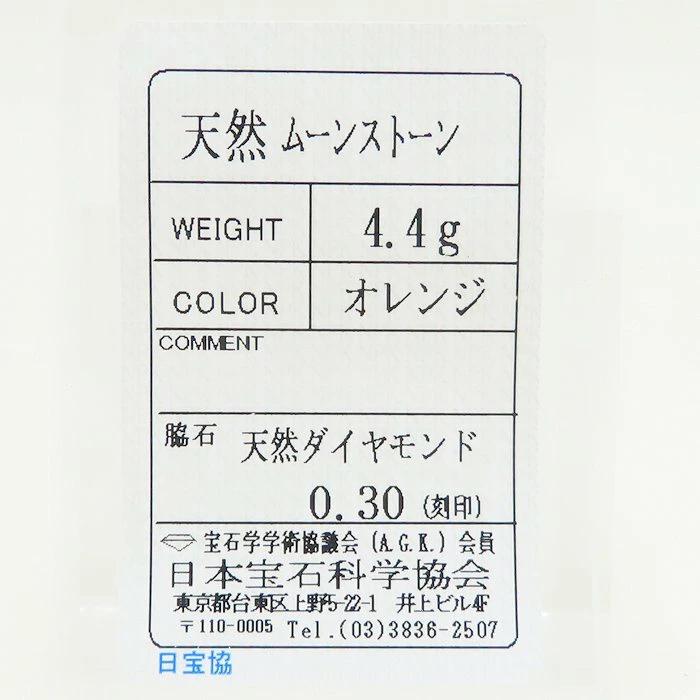 天然 ムーンストーン
WEIGHT 4.4g
COLOR オレンジ
COMMENT
脇石 天然ダイヤモンド
0.30 (刻印)
宝石学学術協議会 (A.G.K.) 会員
日本宝石科学協会
東京都台東区上野5-22-1 井上ビル4F
〒110-0005 Tel.(03)3836-2507
日宝協